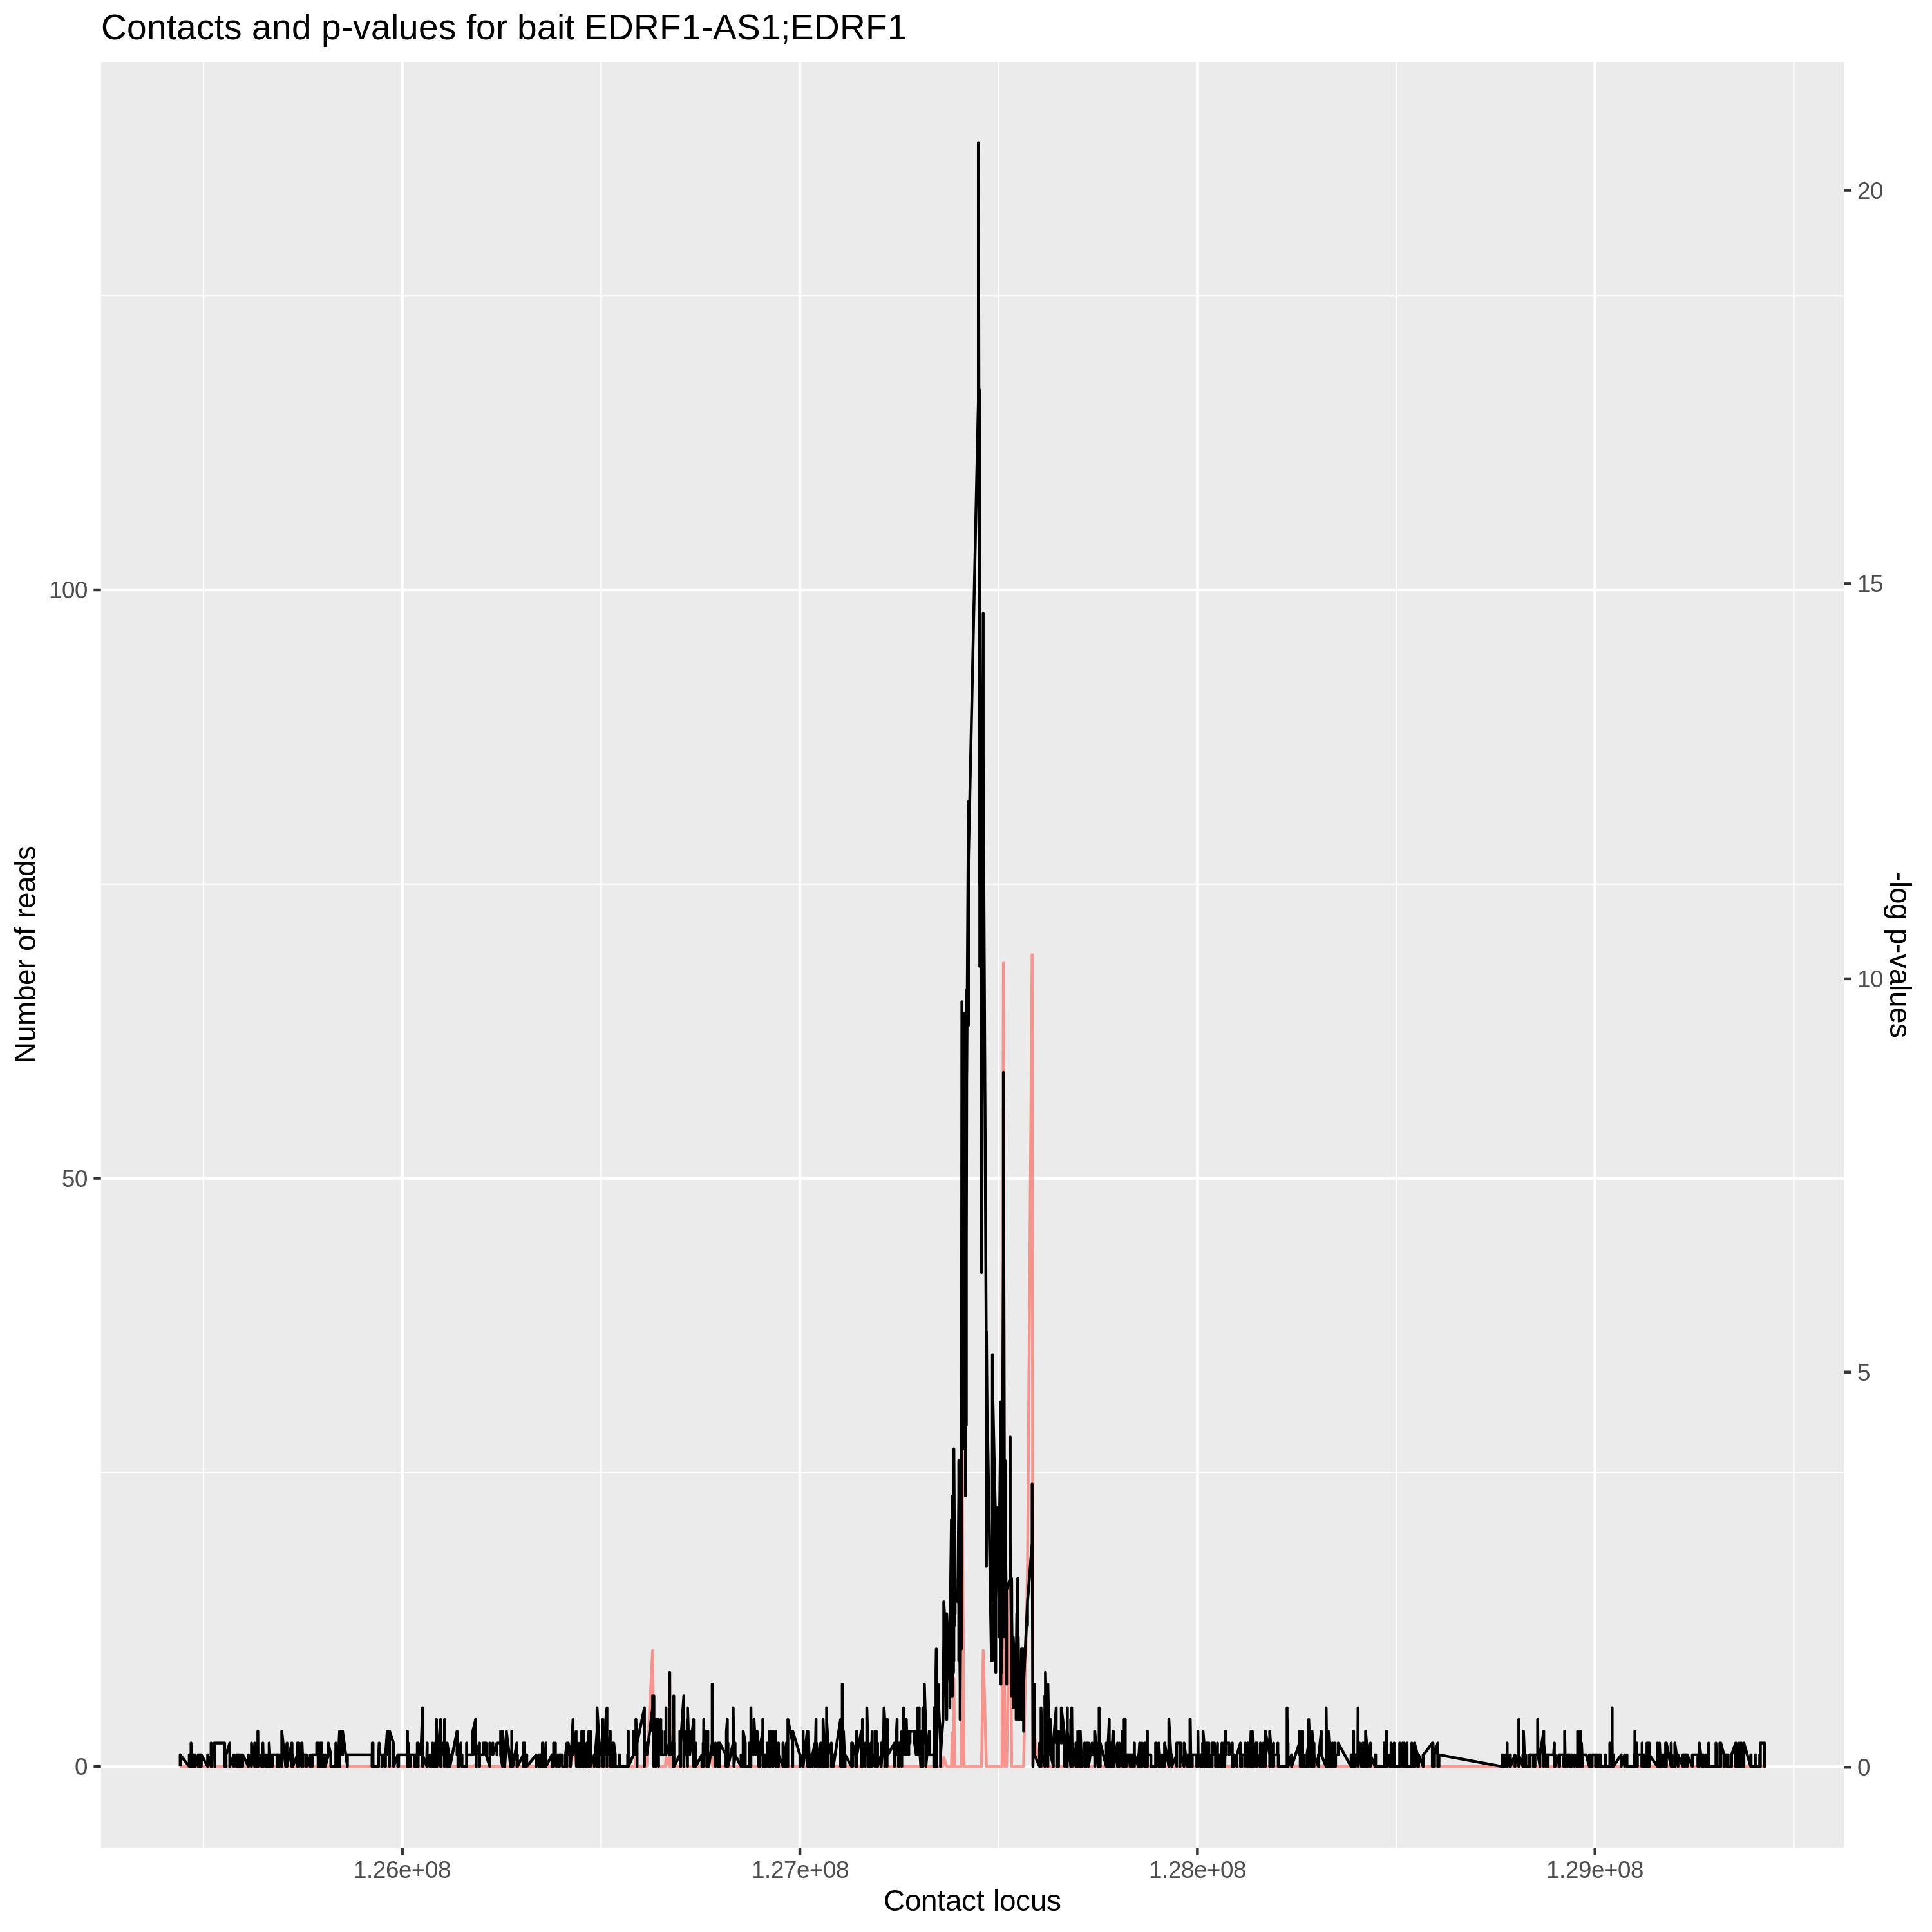 Contacts and p-values for bait EDRF1-AS1;EDRF1
Number of reads
100
50
0
20
15
10
5
0
-log p-values
1.26e+08
1.27e+08
1.28e+08
1.29e+08
Contact locus